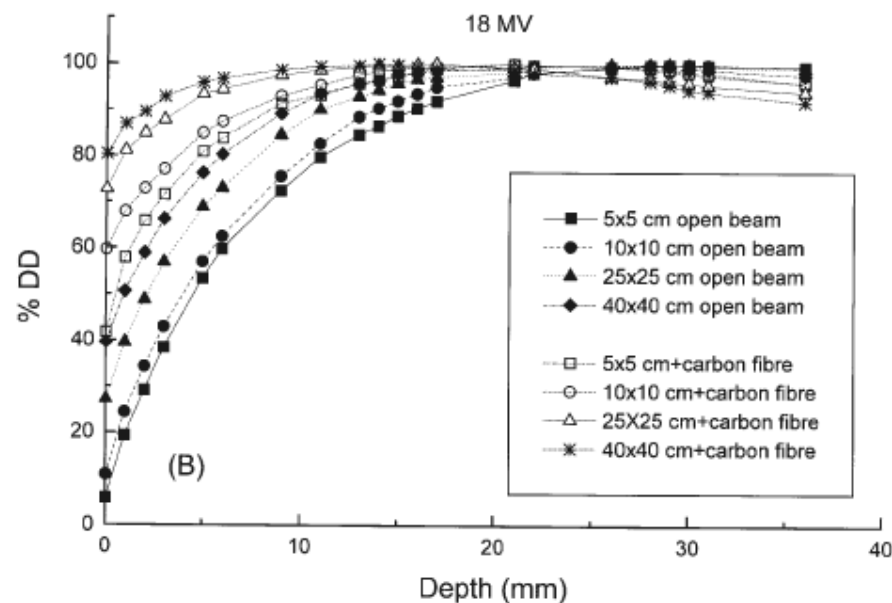 18 MV
100
80
60
40
20
0
% DD
(B)
5x5 cm open beam
10x10 cm open beam
25x25 cm open beam
40x40 cm open beam
5x5 cm+carbon fibre
10x10 cm+carbon fibre
25X25 cm+carbon fibre
40x40 cm+carbon fibre
0 10 20 30 40
Depth (mm)